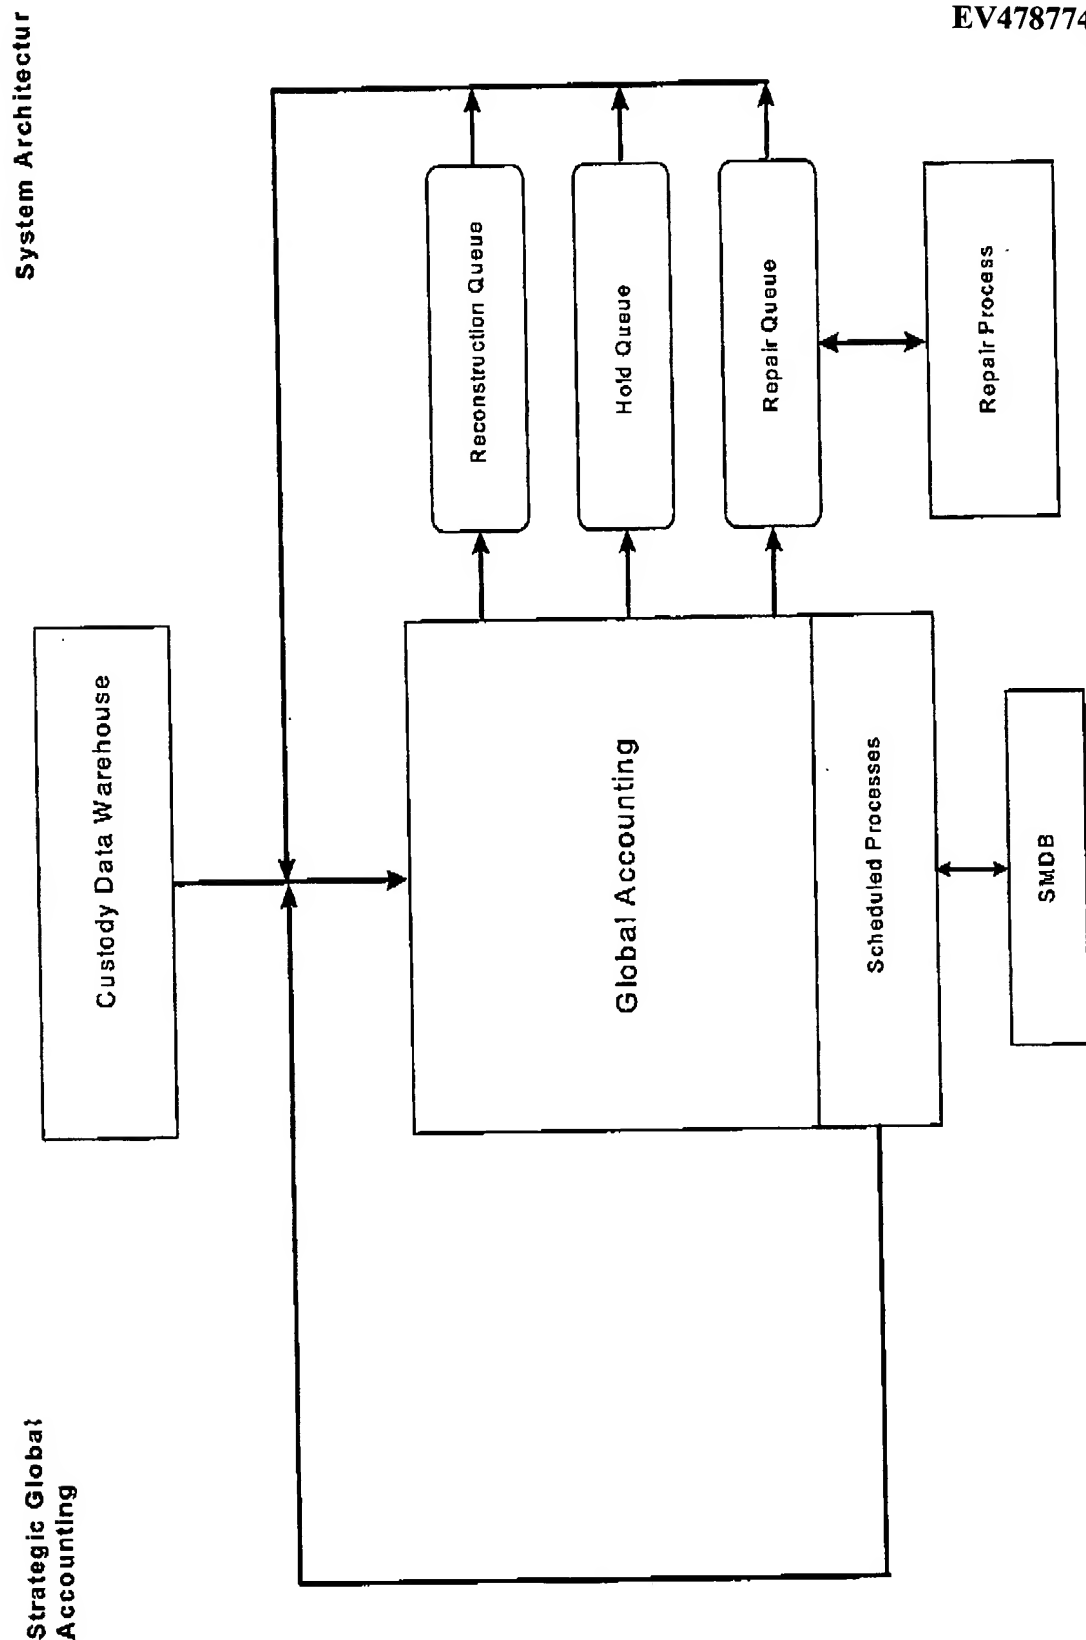 EV478774
Strategic Global
Accounting
System Architectur
Custody Data Warehouse
Global Accounting
Scheduled Processes
SMDB
Reconstruction Queue
Hold Queue
Repair Queue
Repair Process